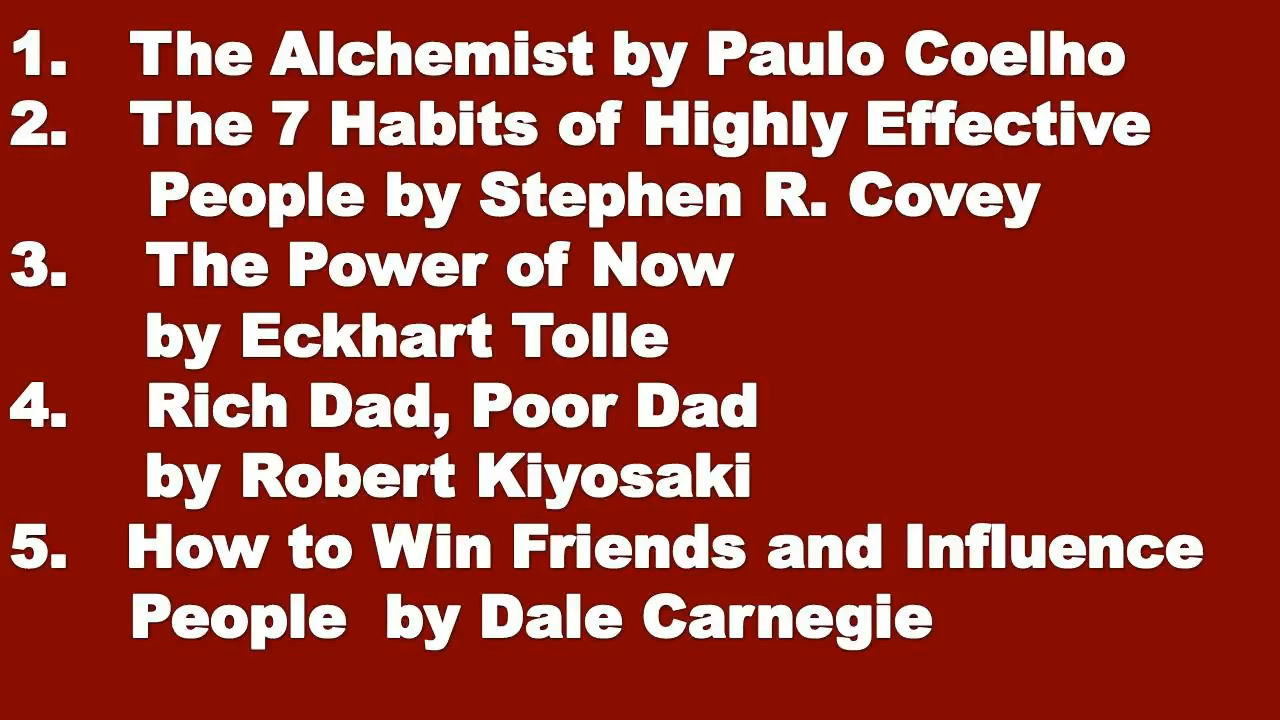 1. The Alchemist by Paulo Coelho
2. The 7 Habits of Highly Effective
People by Stephen R. Covey
3. The Power of Now
by Eckhart Tolle
4. Rich Dad, Poor Dad
by Robert Kiyosaki
5. How to Win Friends and Influence
People by Dale Carnegie